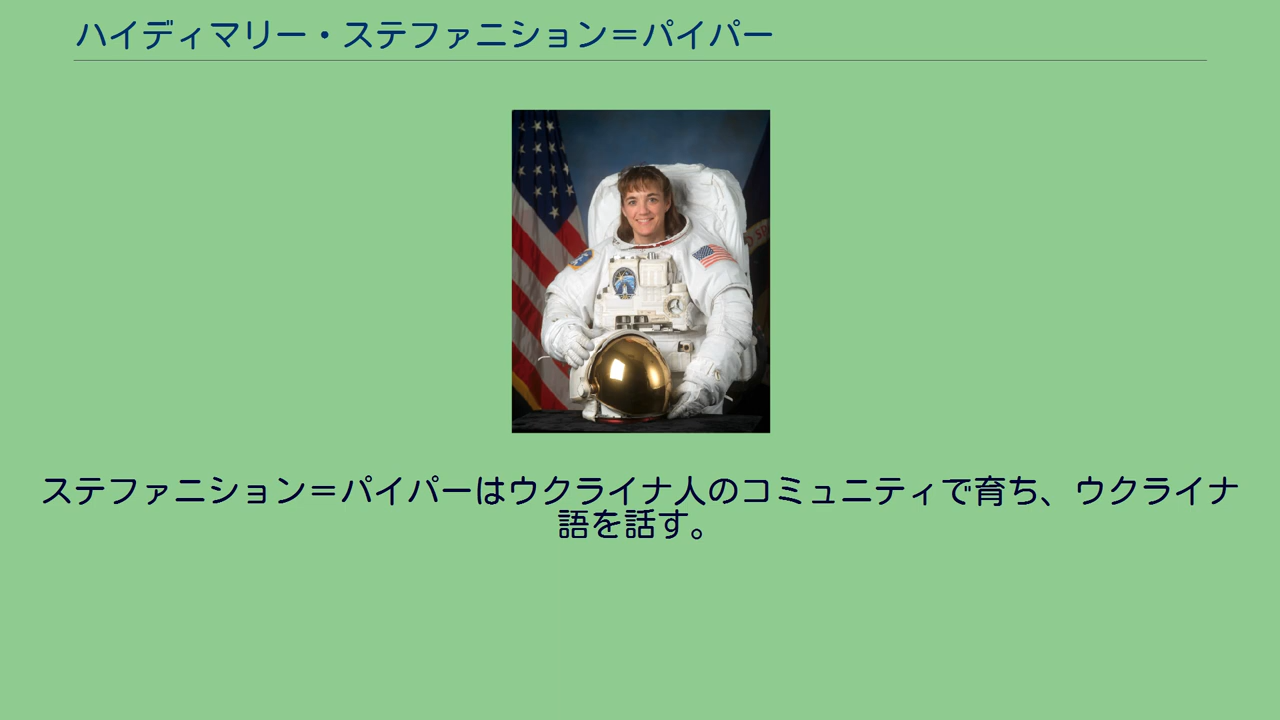 ハイディマリー・ステファニション＝パイパー
ステファニション＝パイパーはウクライナ人のコミュニティで育ち、ウクライナ
語を話す。